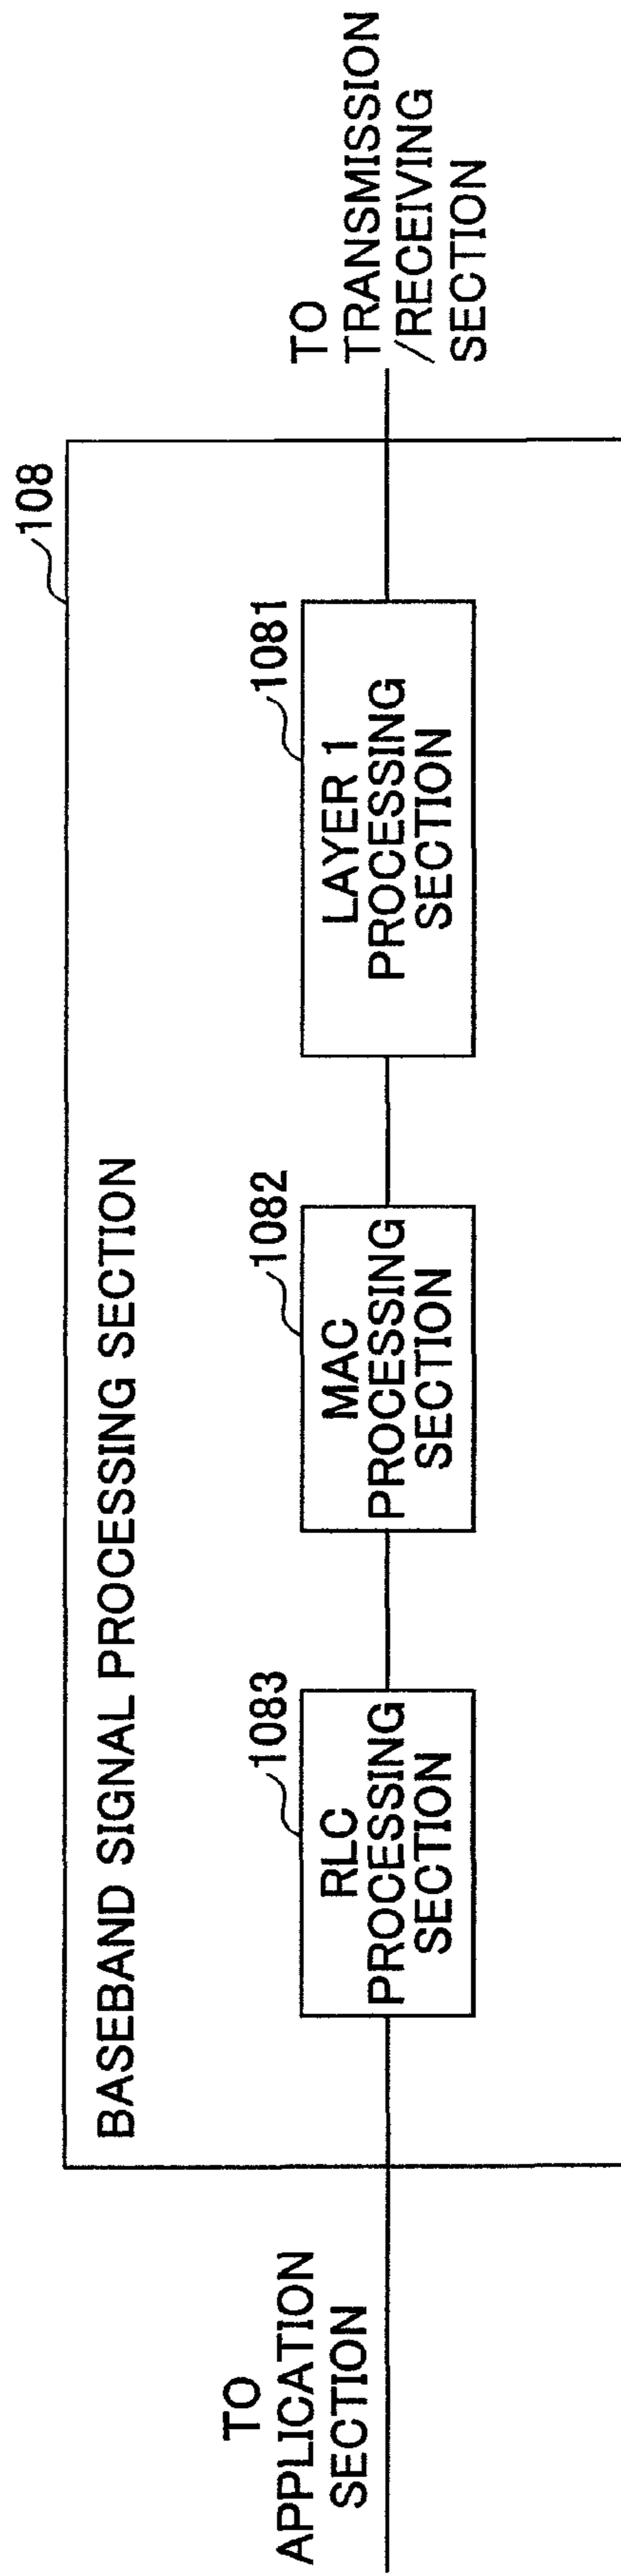 108
BASEBAND SIGNAL PROCESSING SECTION
TO
APPLICATION
SECTION
1083
RLC
PROCESSING
SECTION
1082
MAC
PROCESSING
SECTION
1081
LAYER 1
PROCESSING
SECTION
TO
TRANSMISSION
/RECEIVING
SECTION